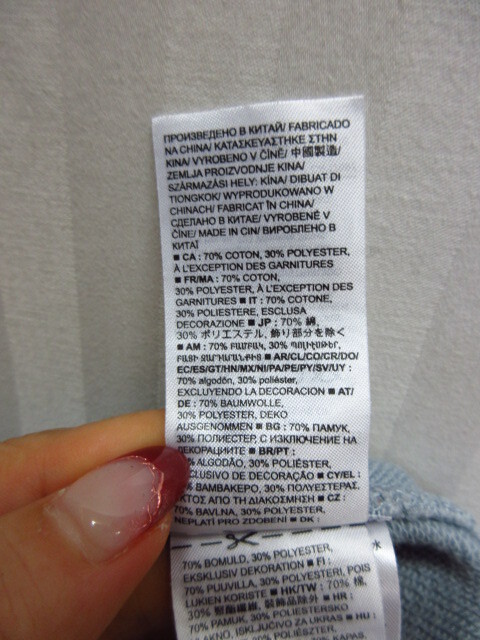 ПРОИЗВЕДЕНО В КИТАЙ/ FABRICADO
NA CHINA/ ΚΑΤΑΣΚΕΥΑΣΤΗΚΕ ΣΤΗΝ
ΚΙΝΑ/ VYROBENO V ČÍNĚ/ 中國製造/
ZEMLJA PROIZVODNJE KINA/
SZÁRMAZÁSI HELY: KÍNA/ DIBUAT DI
TIONGKOK/ WYPRODUKOWANO W
CHINACH/ FABRICAT ÎN CHINA/
СДЕЛАНО В КИТАЕ/ VYROBENÉ V
ČÍNE/ MADE IN CIN/ ВИРОБЛЕНО В
КИТАЇ
■ CA : 70% COTON, 30% POLYESTER,
À L'EXCEPTION DES GARNITURES
■ FR/MA : 70% COTON,
30% POLYESTER, À L'EXCEPTION DES
GARNITURES ■ IT : 70% COTONE,
30% POLIESTERE, ESCLUSA
DECORAZIONE ■ JP : 70% 綿,
30% ポリエステル, 飾り部分を除く
■ AM : 70% ԲԱՄԲԱԿ, 30% ՊՈԼԻԷՍԹԵՐ,
■ AR/CL/CO/CR/DO/
EC/ES/GT/HN/MX/NI/PA/PE/PY/SV/UY :
70% algodón, 30% poliéster,
EXCLUYENDO LA DECORACION ■ AT/
DE : 70% BAUMWOLLE,
30% POLYESTER, DEKO
AUSGENOMMEN ■ BG : 70% ПАМУК,
30% ПОЛИЕСТЕР, С ИЗКЛЮЧЕНИЕ НА
ДЕКОРАЦИИТЕ ■ BR/PT :
% ALGODÃO, 30% POLIÉSTER,
CLUSIVO DE DECORAÇÃO ■ CY/EL :
% ΒΑΜΒΑΚΕΡΟ, 30% ΠΟΛΥΕΣΤΕΡΑΣ,
ΚΤΟΣ ΑΠΟ ΤΗ ΔΙΑΚΟΣΜΗΣΗ ■ CZ :
70% BAVLNA, 30% POLYESTER,
NEPLATÍ PRO ZDOBENÍ ■ DK :
70% BOMULD, 30% POLYESTER,
EKSKLUSIV DEKORATION ■ FI :
70% PUUVILLA, 30% POLYESTERI, POIS
LUKIEN KORISTE ■ HK/TW : 70% 棉,
30% 聚酯纖維, 裝飾品除外 ■ HR :
70% PAMUK, 30% POLIESTERSKO
VLAKNO, ISKLJUČIVO ZA UKRAS ■ HU :